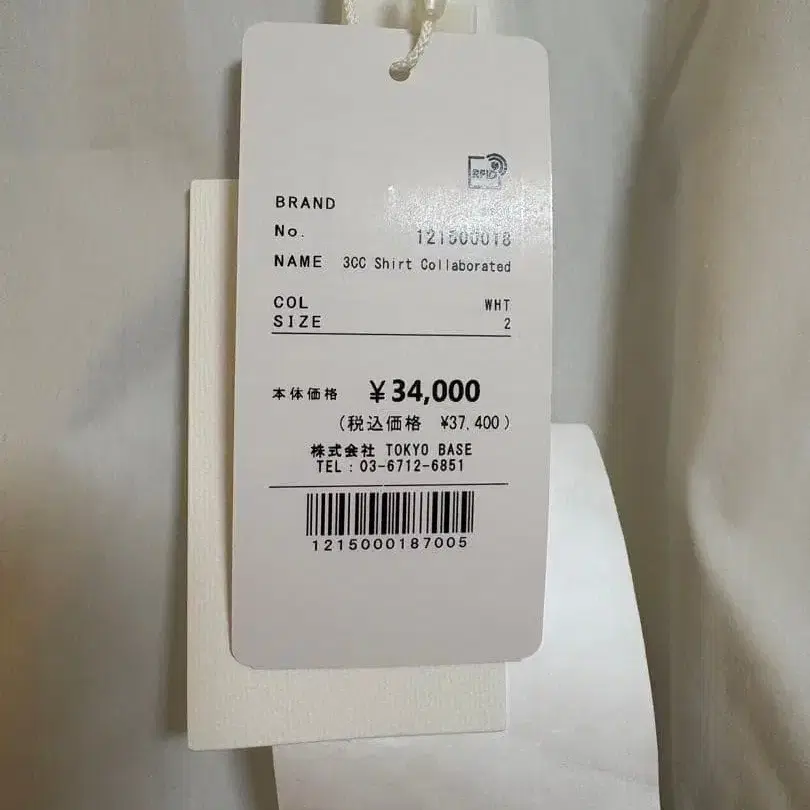 RFID
BRAND
No. 121500018
NAME 3CC Shirt Collaborated
COL WHT
SIZE 2
本体価格 ¥34,000
(税込価格 ¥37,400)
株式会社 TOKYO BASE
TEL:03-6712-6851
1215000187005